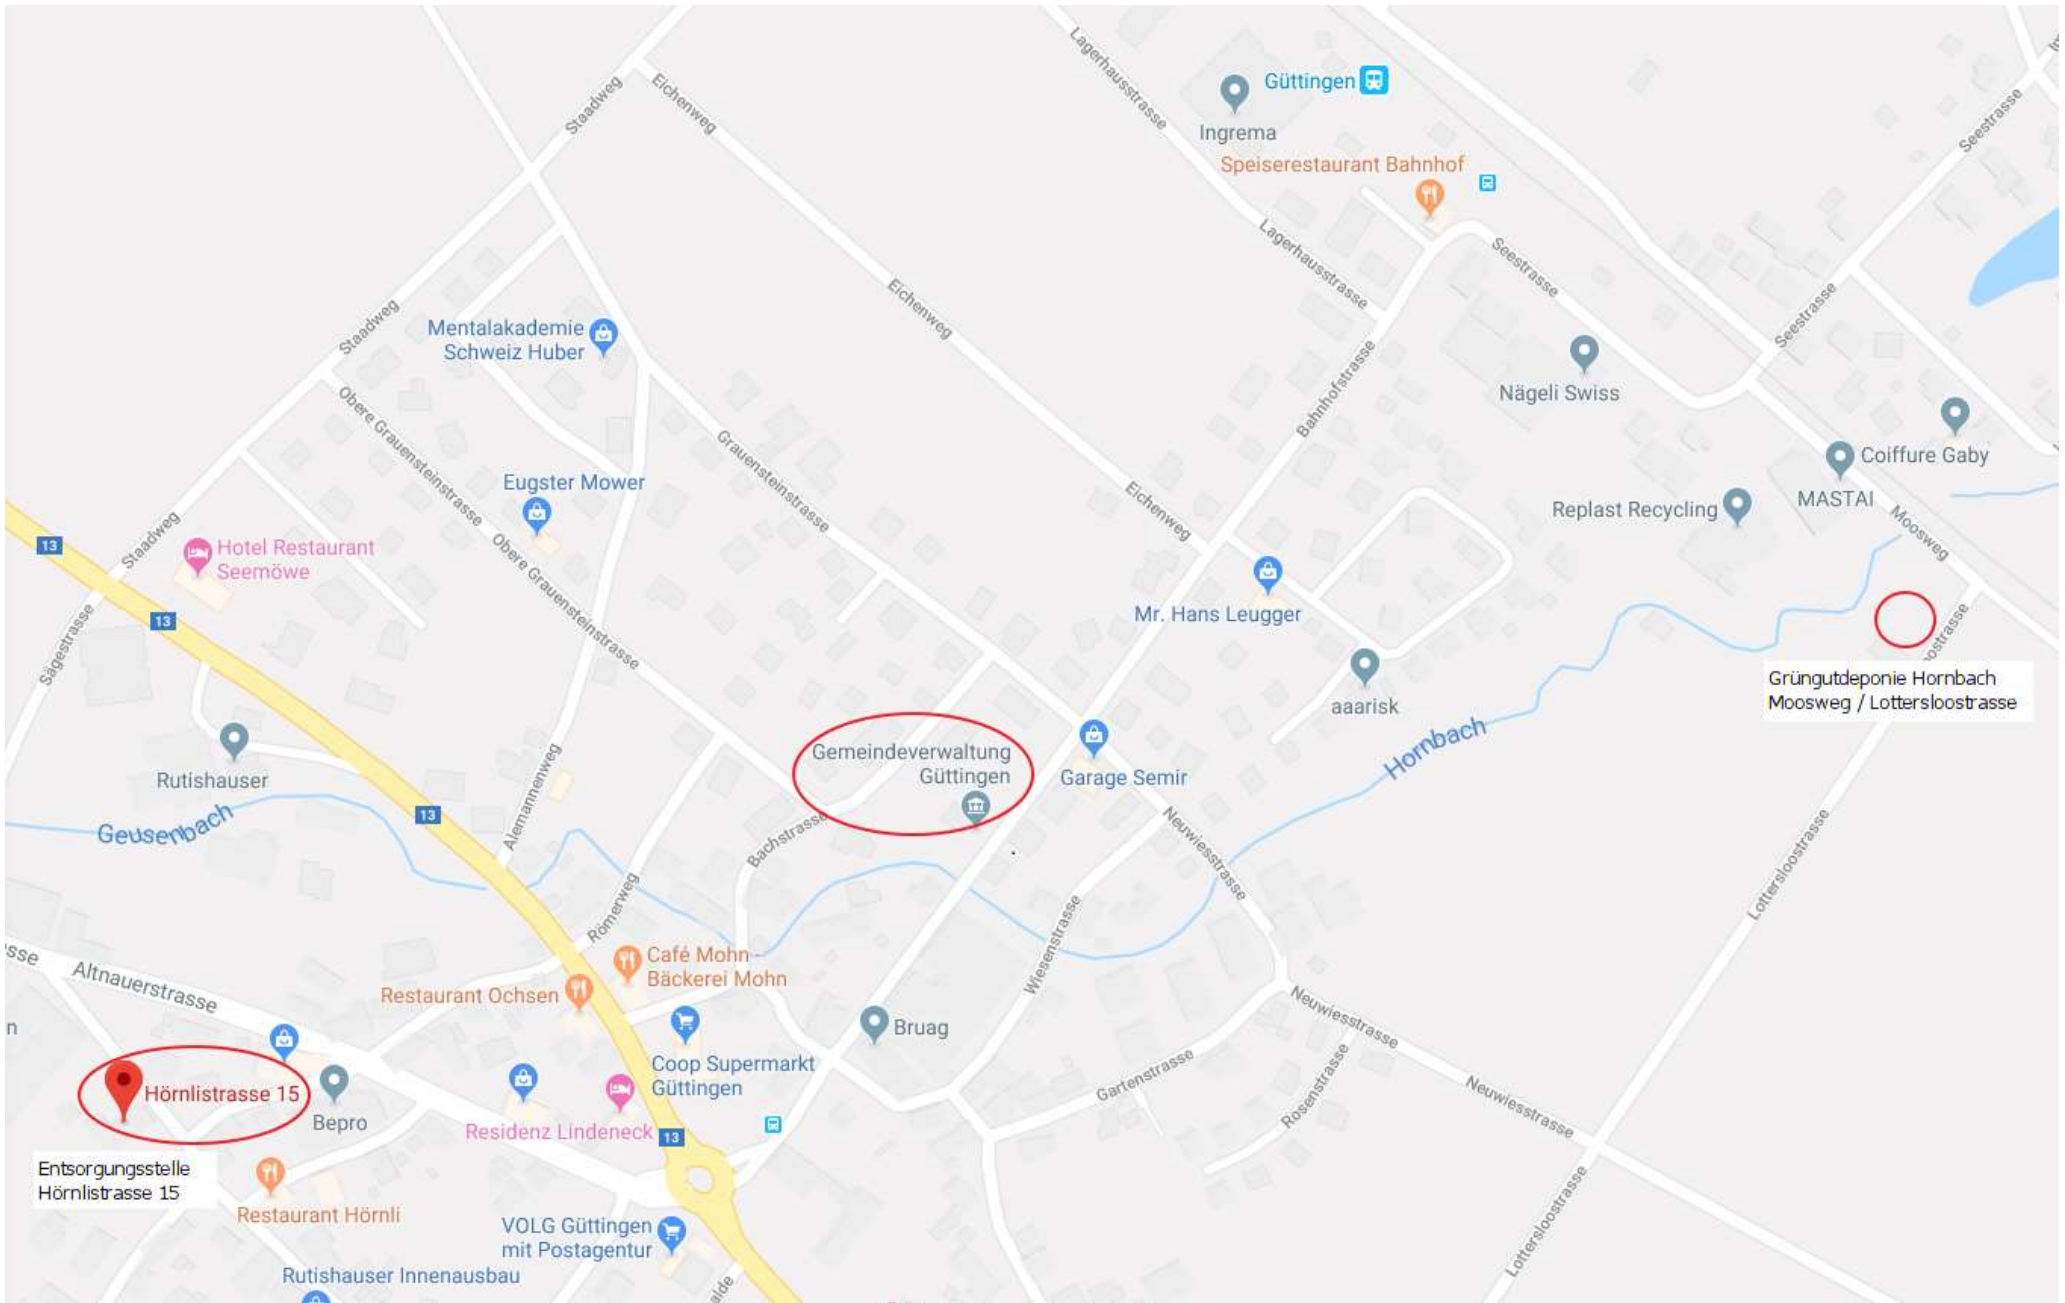 Lagerhausstrasse
Güttingen
Ingrema
Speiserestaurant Bahnhof
Seestrasse
Staadweg
Eichenweg
Lagerhausstrasse
Seestrasse
Seestrasse
Staadweg
Eichenweg
Mentalakademie
Schweiz Huber
Bahnhofstrasse
Nägeli Swiss
Obere Grauensteinstrasse
Grauensteinstrasse
Coiffure Gaby
MASTAI
Eugster Mower
Eichenweg
Replast Recycling
Moosweg
13
Staadweg
Hotel Restaurant
Seemöwe
Obere Grauensteinstrasse
Mr. Hans Leugger
13
Sägestrasse
ostrasse
Grüngutdeponie Hornbach
Moosweg / Lottersloostrasse
aaarisk
Hornbach
Gemeindeverwaltung
Güttingen
Garage Semir
Rutishauser
Alemannenweg
13
Geusenbach
Bachstrasse
Neuwiesstrasse
Lottersloostrasse
Römerweg
Wiesenstrasse
sse
Altnauerstrasse
Café Mohn -
Bäckerei Mohn
Restaurant Ochsen
n
Bruag
Neuwiesstrasse
Coop Supermarkt
Güttingen
Gartenstrasse
Rosenstrasse
Neuwiesstrasse
Hörnlistrasse 15
Bepro
Residenz Lindeneck
13
Entsorgungsstelle
Hörnlistrasse 15
Restaurant Hörnli
VOLG Güttingen
mit Postagentur
Lottersloostrasse
Rutishauser Innenausbau
alde